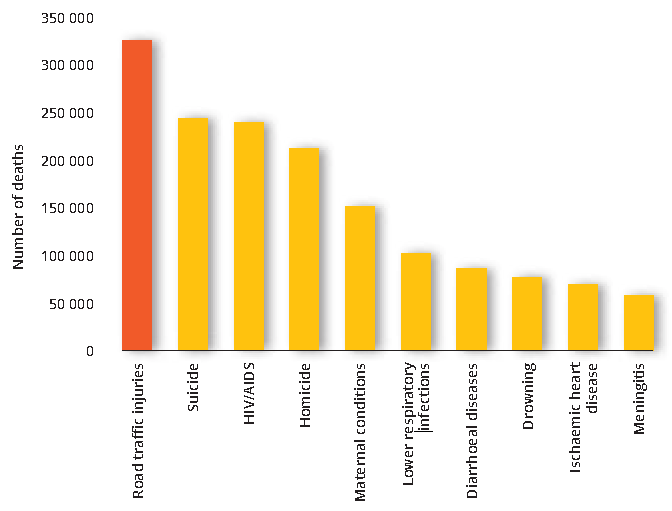 350 000
300 000
250 000
200 000
150 000
100 000
50 000
0
Number of deaths
Road traffic injuries
Suicide
HIV/AIDS
Homicide
Maternal conditions
Lower respiratory
infections
Diarrhoeal diseases
Drowning
Ischaemic heart
disease
Meningitis